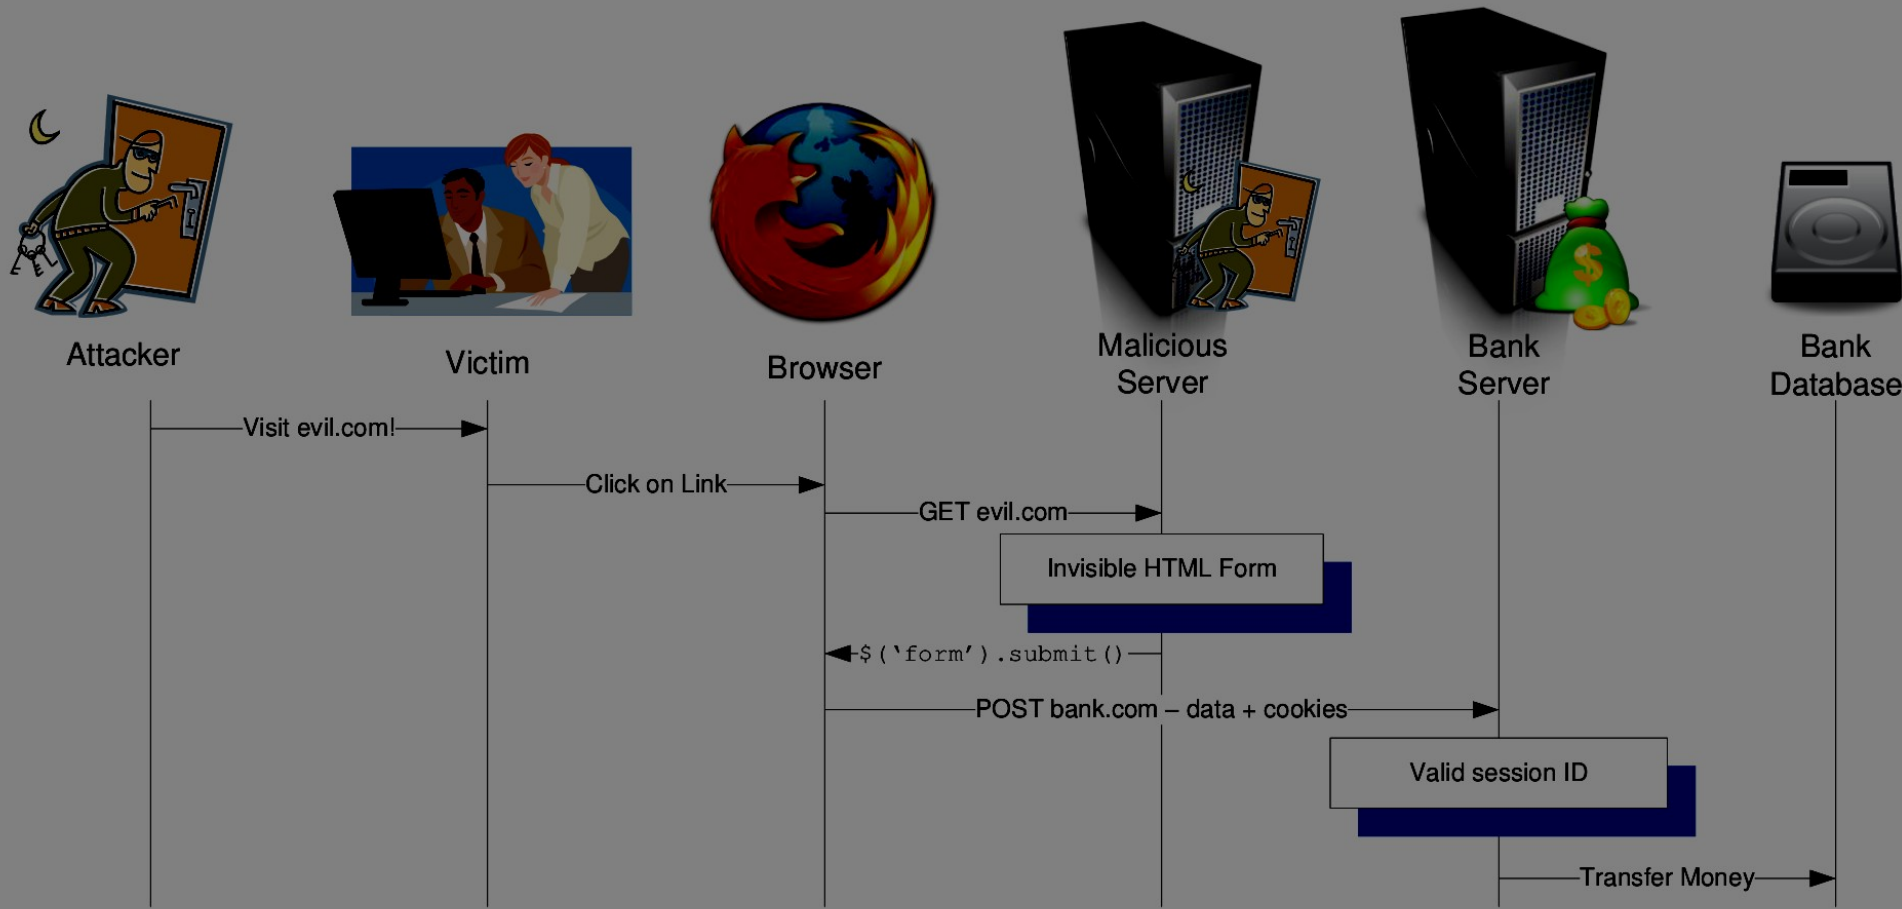 Attacker
Victim
Browser
Malicious
Server
Bank
Server
Bank
Database
Visit evil.com!
Click on Link
GET evil.com
Invisible HTML Form
$(‘form’).submit()
POST bank.com – data + cookies
Valid session ID
Transfer Money